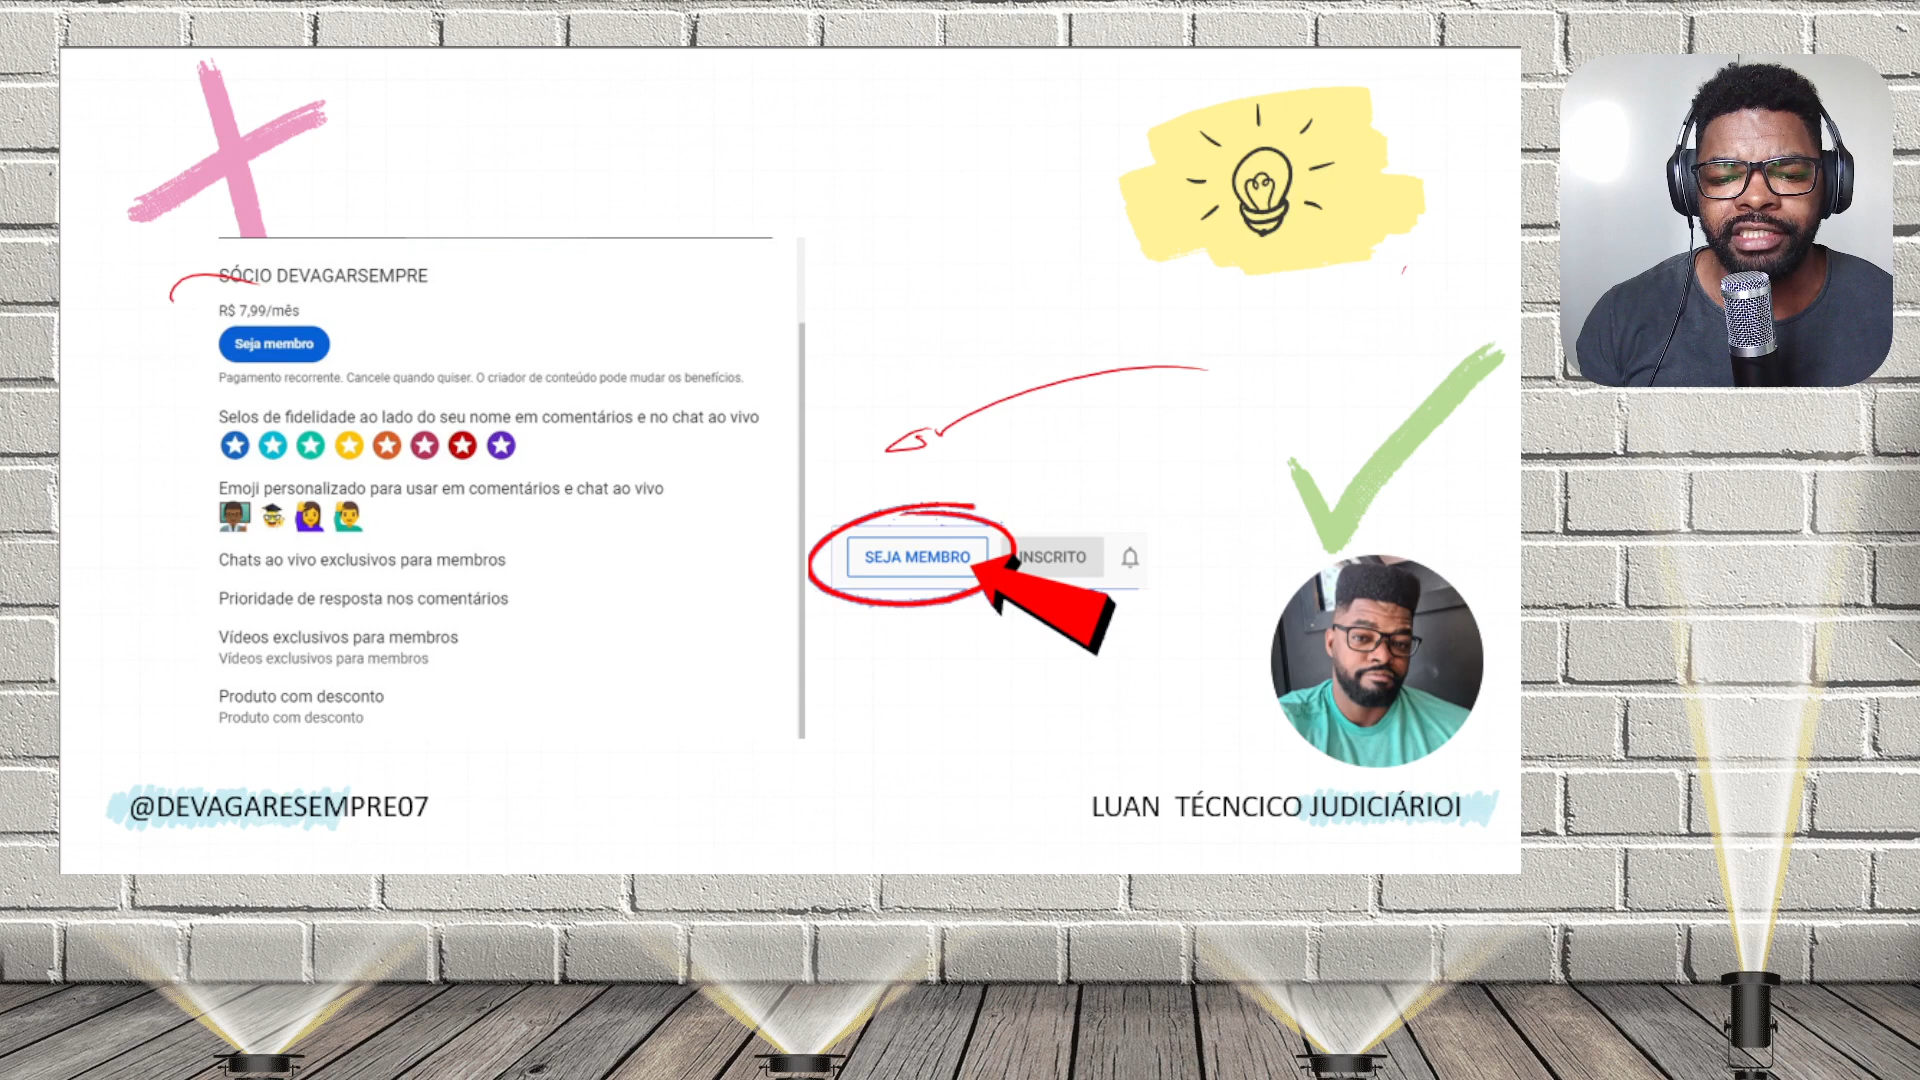 SÓCIO DEVAGARSEMPRE
R$ 7,99/mês
Seja membro
Pagamento recorrente. Cancele quando quiser. O criador de conteúdo pode mudar os benefícios.
Selos de fidelidade ao lado do seu nome em comentários e no chat ao vivo
Emoji personalizado para usar em comentários e chat ao vivo
Chats ao vivo exclusivos para membros
Prioridade de resposta nos comentários
Vídeos exclusivos para membros
Vídeos exclusivos para membros
Produto com desconto
Produto com desconto
SEJA MEMBRO
INSCRITO
@DEVAGARESEMPRE07
LUAN TÉCNCICO JUDICIÁRIOI